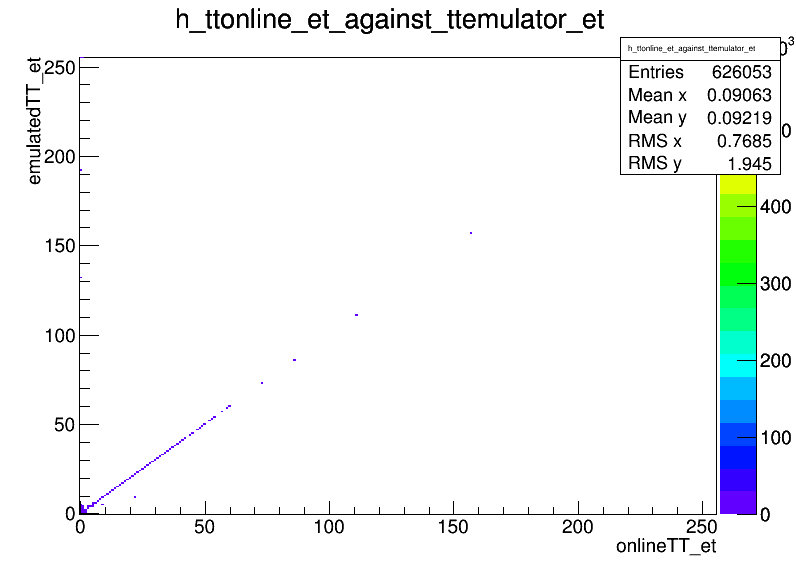 h_ttonline_et_against_ttemulator_et
h_ttonline_et_against_ttemulator_et
Entries 626053
Mean x 0.09063
Mean y 0.09219
RMS x 0.7685
RMS y 1.945
emulatedTT_et
250
200
150
100
50
0
0 50 100 150 200 250
onlineTT_et
400
300
200
100
0